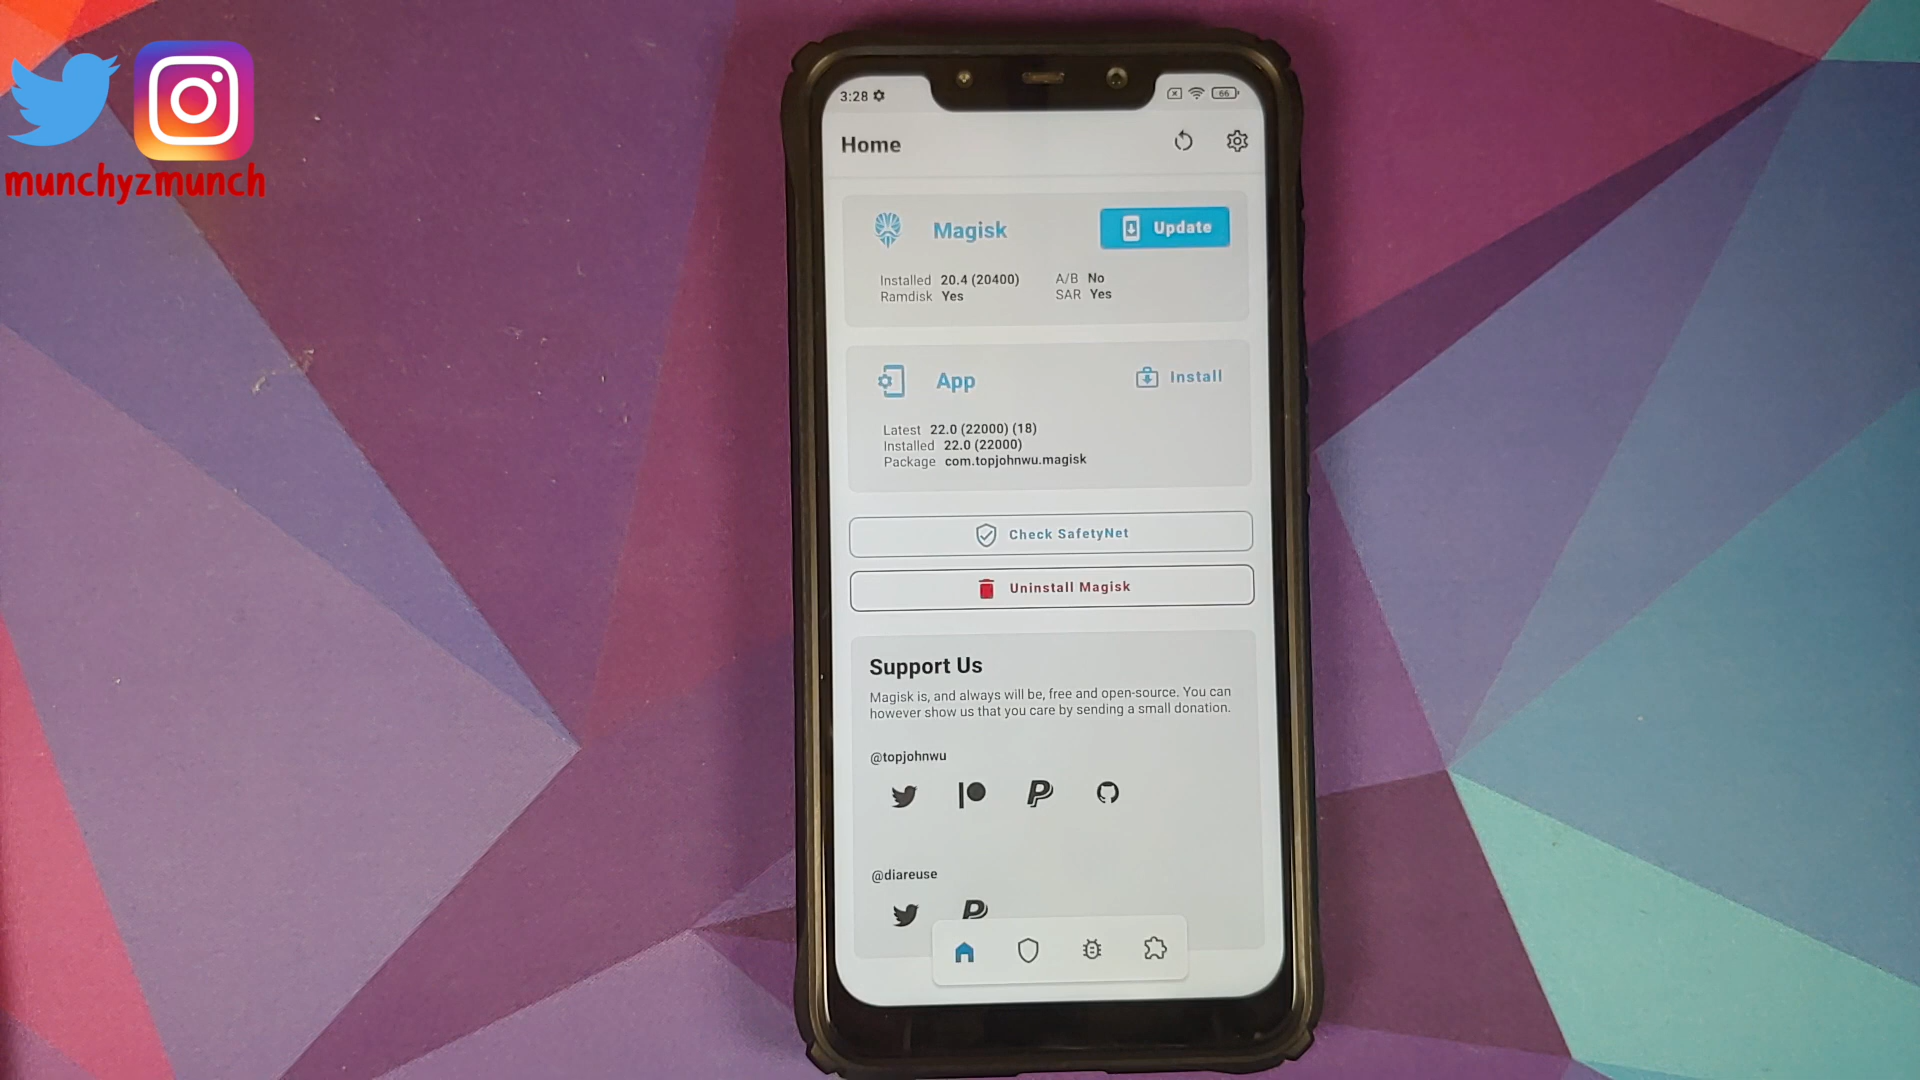 munchyzmunch
3:28
66
Home
Magisk
Update
Installed 20.4 (20400)
A/B No
Ramdisk Yes
SAR Yes
App
Install
Latest 22.0 (22000) (18)
Installed 22.0 (22000)
Package com.topjohnwu.magisk
Check SafetyNet
Uninstall Magisk
Support Us
Magisk is, and always will be, free and open-source. You can
however show us that you care by sending a small donation.
@topjohnwu
@diareuse